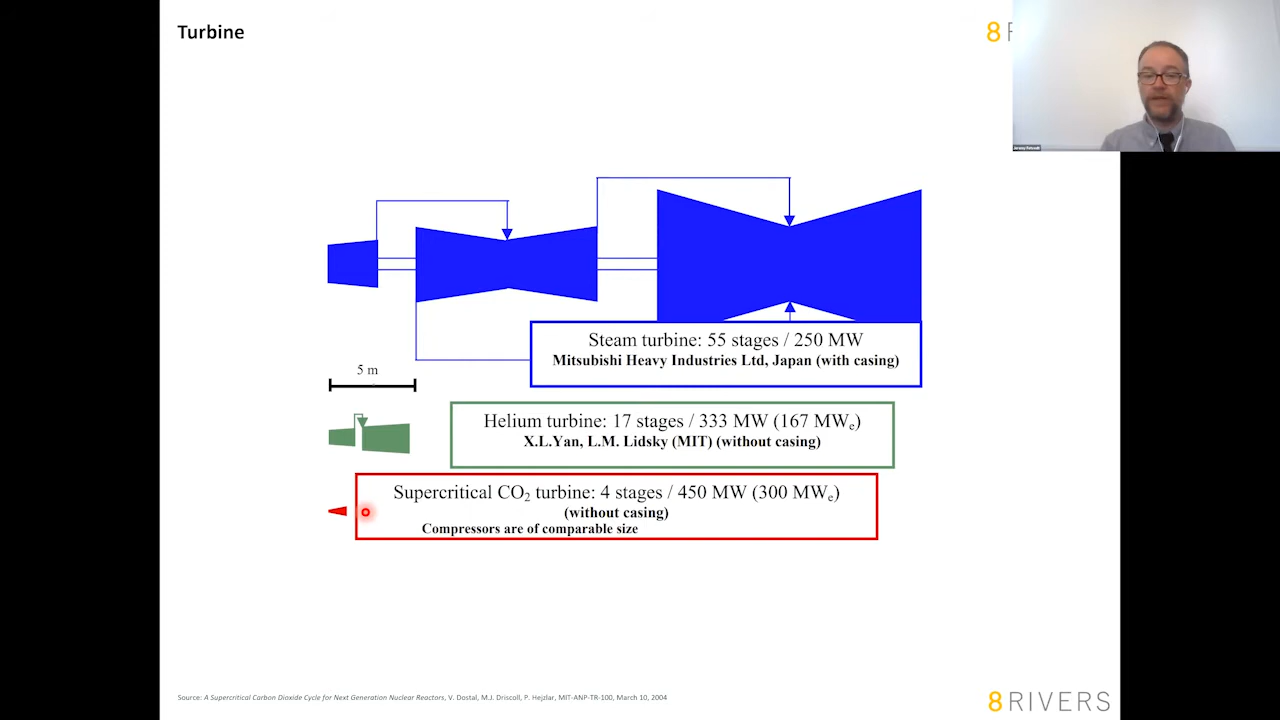 Turbine
8 R
Jeremy Fetvedt
Steam turbine: 55 stages / 250 MW
Mitsubishi Heavy Industries Ltd, Japan (with casing)
5 m
Helium turbine: 17 stages / 333 MW (167 MWe)
X.L.Yan, L.M. Lidsky (MIT) (without casing)
Supercritical CO2 turbine: 4 stages / 450 MW (300 MWe)
(without casing)
Compressors are of comparable size
Source: A Supercritical Carbon Dioxide Cycle for Next Generation Nuclear Reactors, V. Dostal, M.J. Driscoll, P. Hejzlar, MIT-ANP-TR-100, March 10, 2004
8 RIVERS